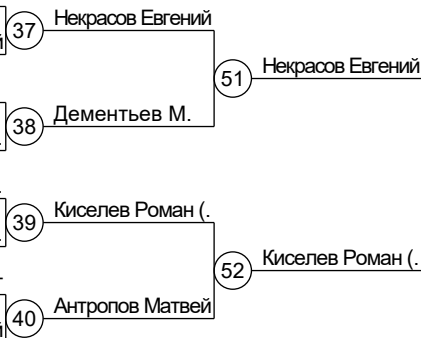 37 Некрасов Евгений
51 Некрасов Евгений
38 Дементьев М.
39 Киселев Роман (.
52 Киселев Роман (.
40 Антропов Матвей